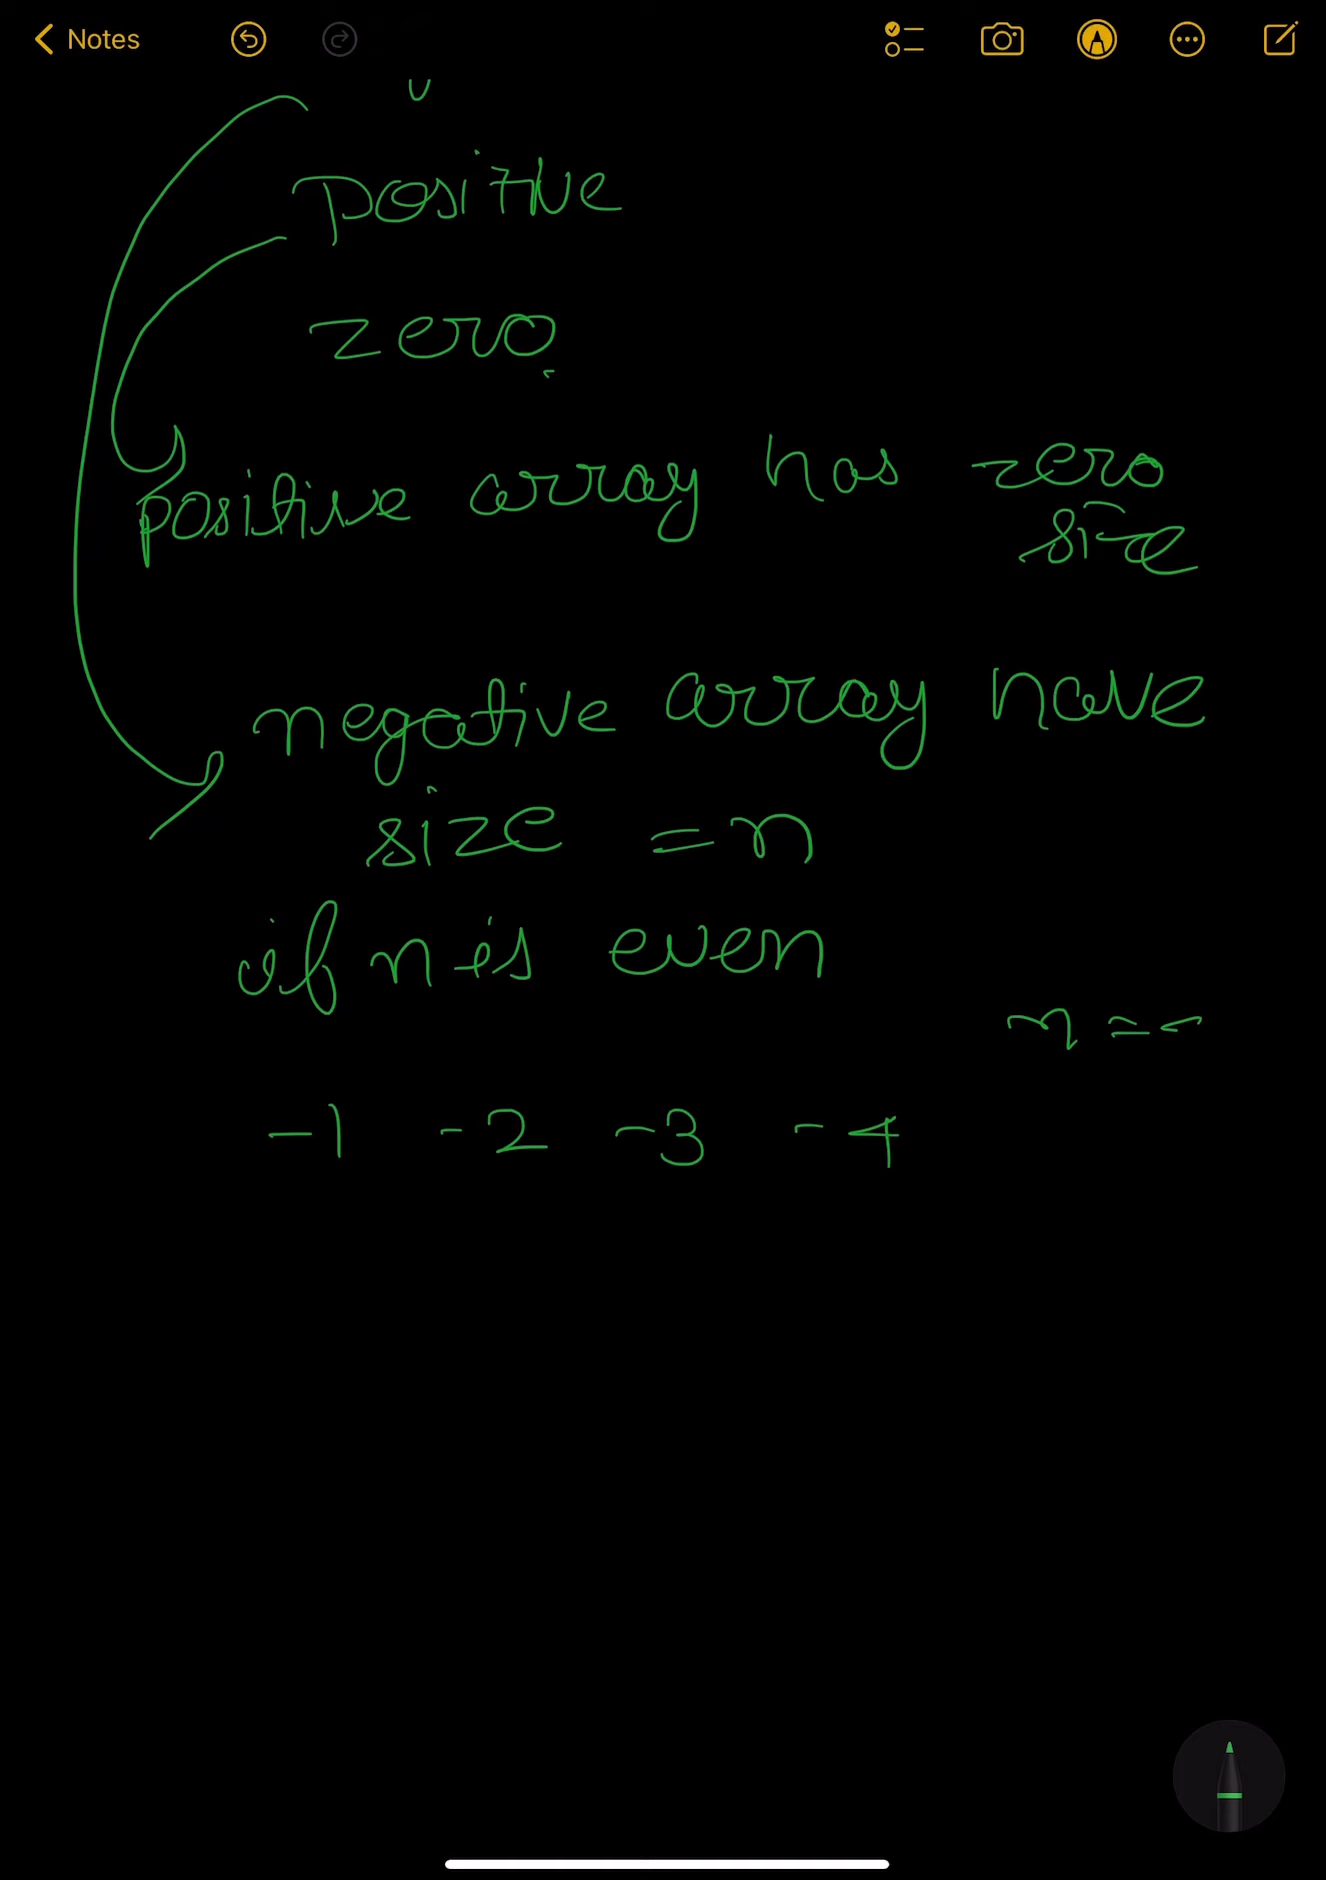 Notes
positive
zero
positive array has zero
size
negative array have
size = n
if n is even
n =
-1 -2 -3 -4